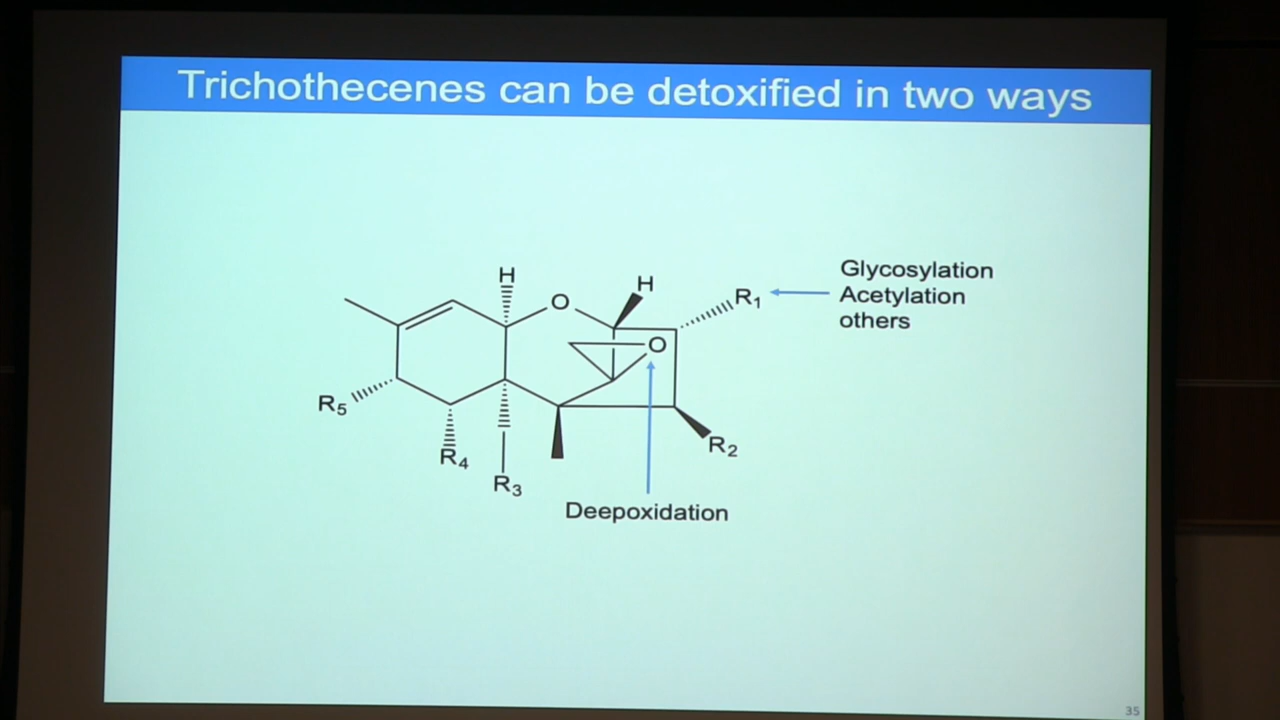 Trichothecenes can be detoxified in two ways
H
O
H
R1
Glycosylation
Acetylation
others
O
R5
R4
R3
R2
Deepoxidation
35